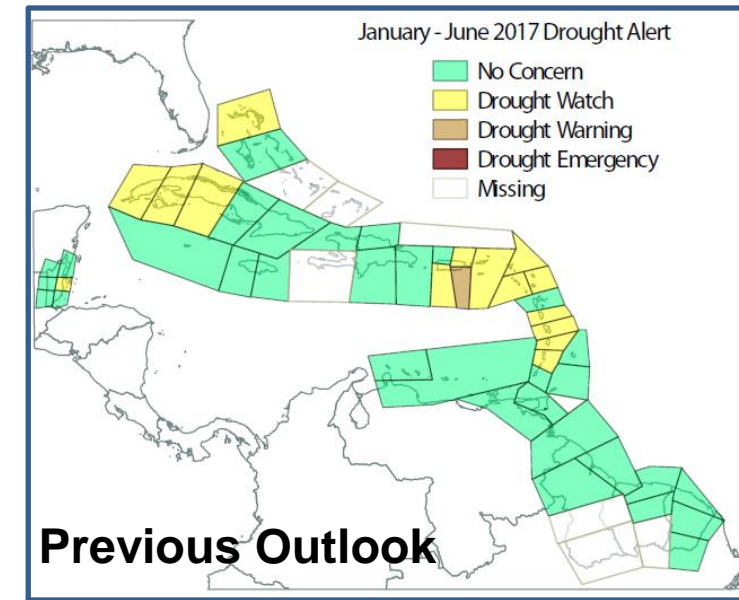 January - June 2017 Drought Alert
No Concern
Drought Watch
Drought Warning
Drought Emergency
Missing
Previous Outlook